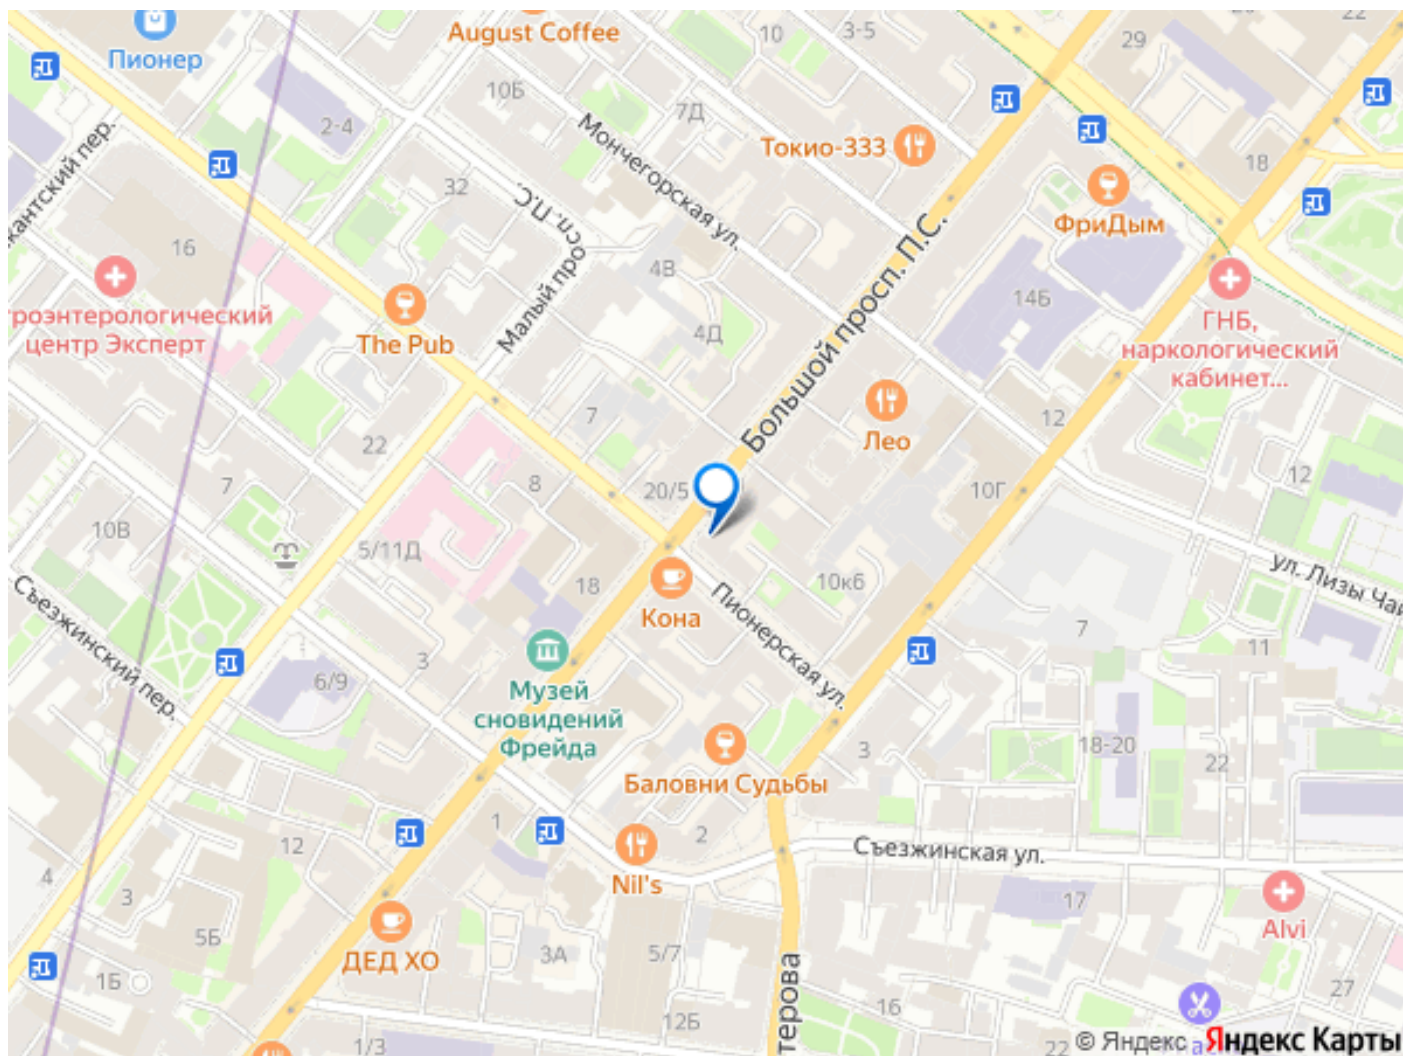 August Coffee
10
3-5
29
22
Пионер
10Б
7Д
2-4
Токио-333
Мончегорская ул.
18
32
ФриДым
Малый просп. П.С.
16
4В
14Б
Большой просп. П.С.
4Д
ГНБ,
наркологический
кабинет...
троэнтерологический
центр Эксперт
The Pub
7
Лео
12
22
12
7
8
20/5
10Г
10В
5/11Д
18
10к6
ул. Лизы Чай
Съезжинский пер.
Кона
Пионерская ул.
7
11
3
6/9
Музей
сновидений
Фрейда
3
18-20
22
Баловни Судьбы
1
2
12
Съезжинская ул.
Nil's
4
3
17
Alvi
5Б
ДЕД ХО
3А
5/7
1Б
27
16
12Б
терова
1/3
22
© Яндекс
Яндекс Карты